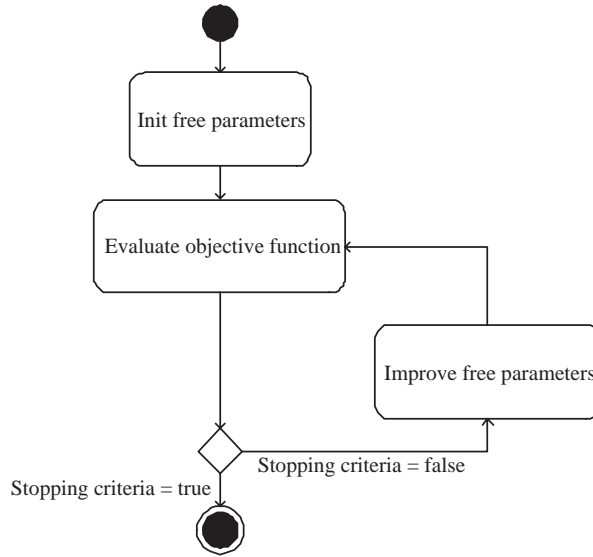 Init free parameters
Evaluate objective function
Improve free parameters
Stopping criteria = false
Stopping criteria = true